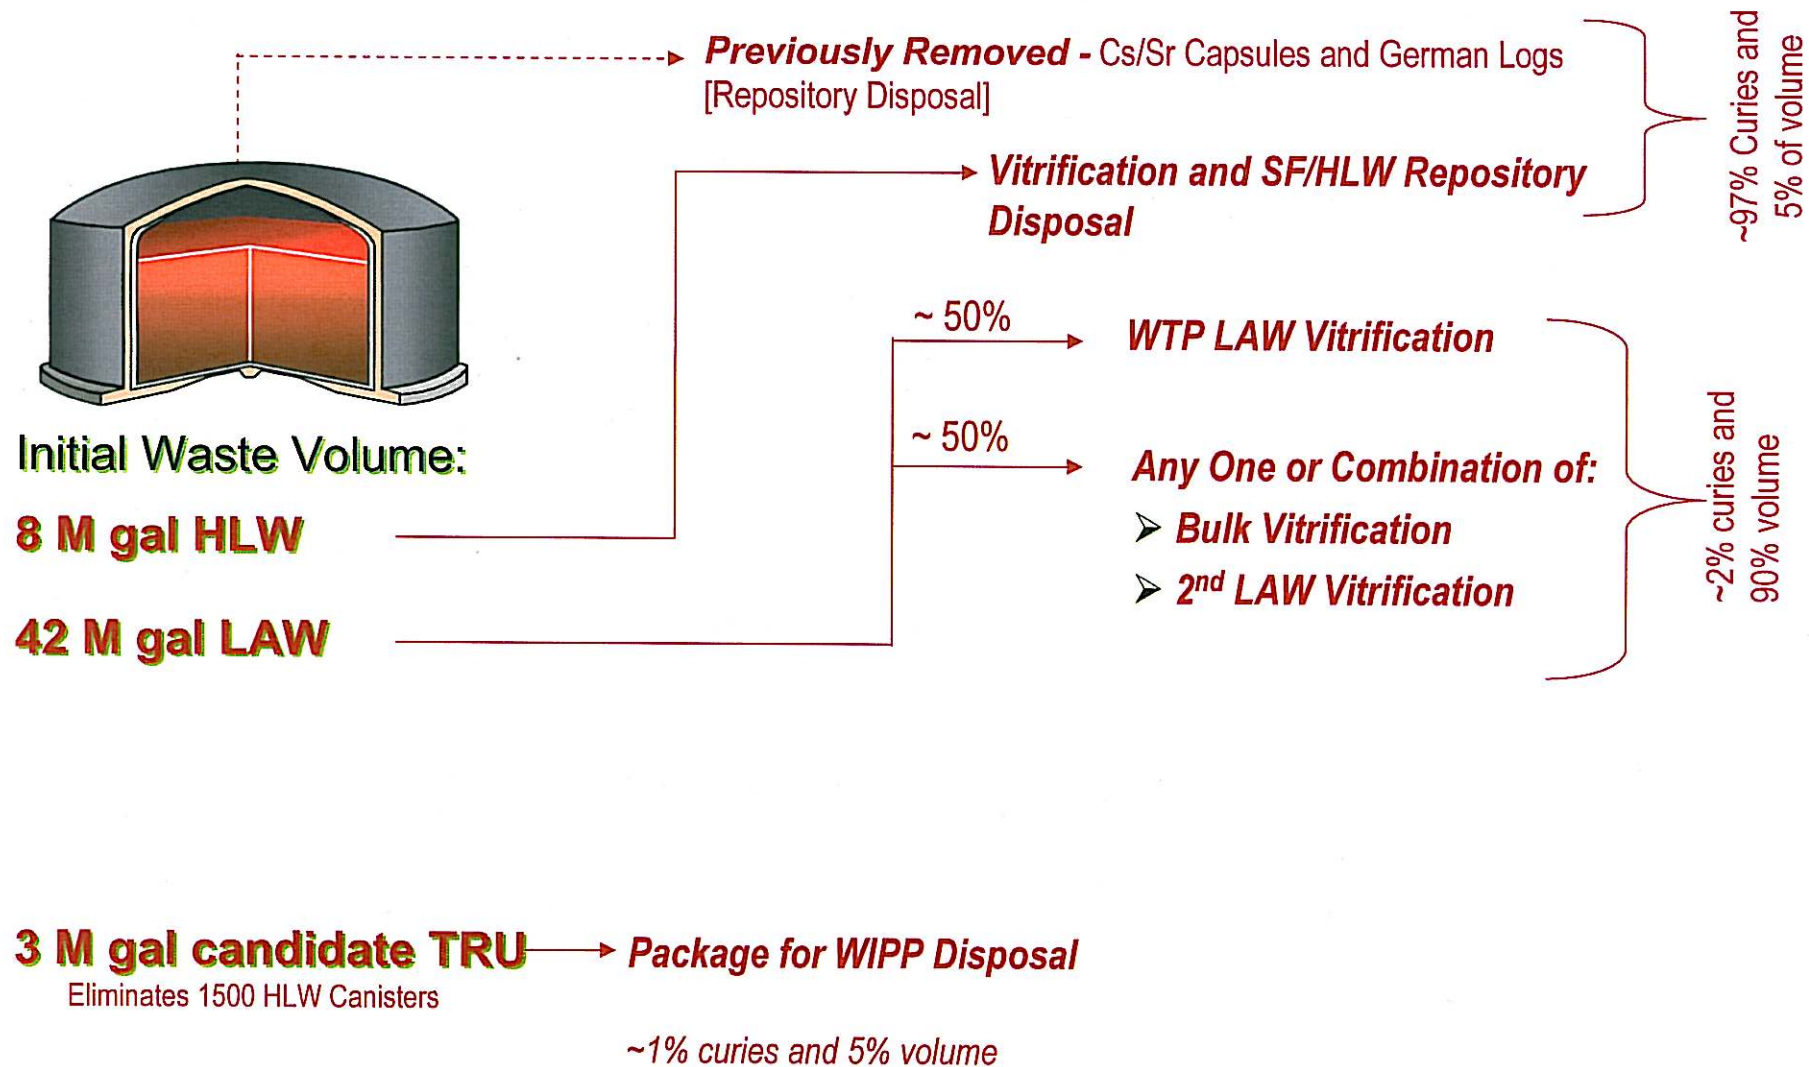 Previously Removed - Cs/Sr Capsules and German Logs
[Repository Disposal]
Vitrification and SF/HLW Repository
Disposal
~97% Curies and
5% of volume
Initial Waste Volume:
8 M gal HLW
42 M gal LAW
~ 50%
WTP LAW Vitrification
~ 50%
Any One or Combination of:
➢ Bulk Vitrification
➢ 2nd LAW Vitrification
~2% curies and
90% volume
3 M gal candidate TRU
Eliminates 1500 HLW Canisters
Package for WIPP Disposal
~1% curies and 5% volume